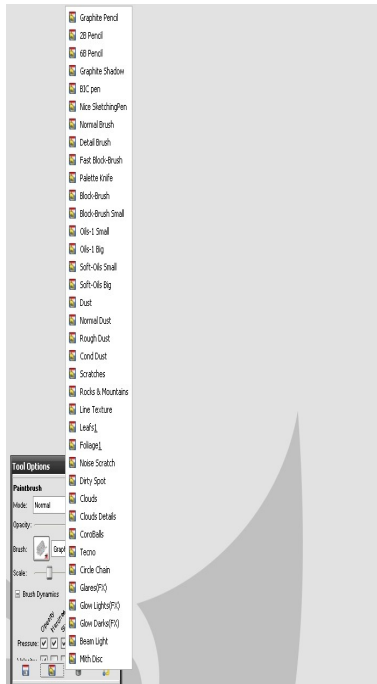 Graphite Pencil
2B Pencil
6B Pencil
Graphite Shadow
BIC pen
Nice SketchingPen
Normal Brush
Detail Brush
Fast Block-Brush
Palette Knife
Block-Brush
Block-Brush Small
Oils-1 Small
Oils-1 Big
Soft-Oils Small
Soft-Oils Big
Dust
Normal Dust
Rough Dust
Cond Dust
Scratches
Rocks & Mountains
Line Texture
Leafs1
Foliage1
Noise Scratch
Dirty Spot
Clouds
Clouds Details
CoroBalls
Tecno
Circle Chain
Glares(FX)
Glow Lights(FX)
Glow Darks(FX)
Beam Light
Mith Disc
Tool Options
Paintbrush
Mode: Normal
Opacity:
Brush: Grap
Scale:
Brush Dynamics
Opacity
Pressure: